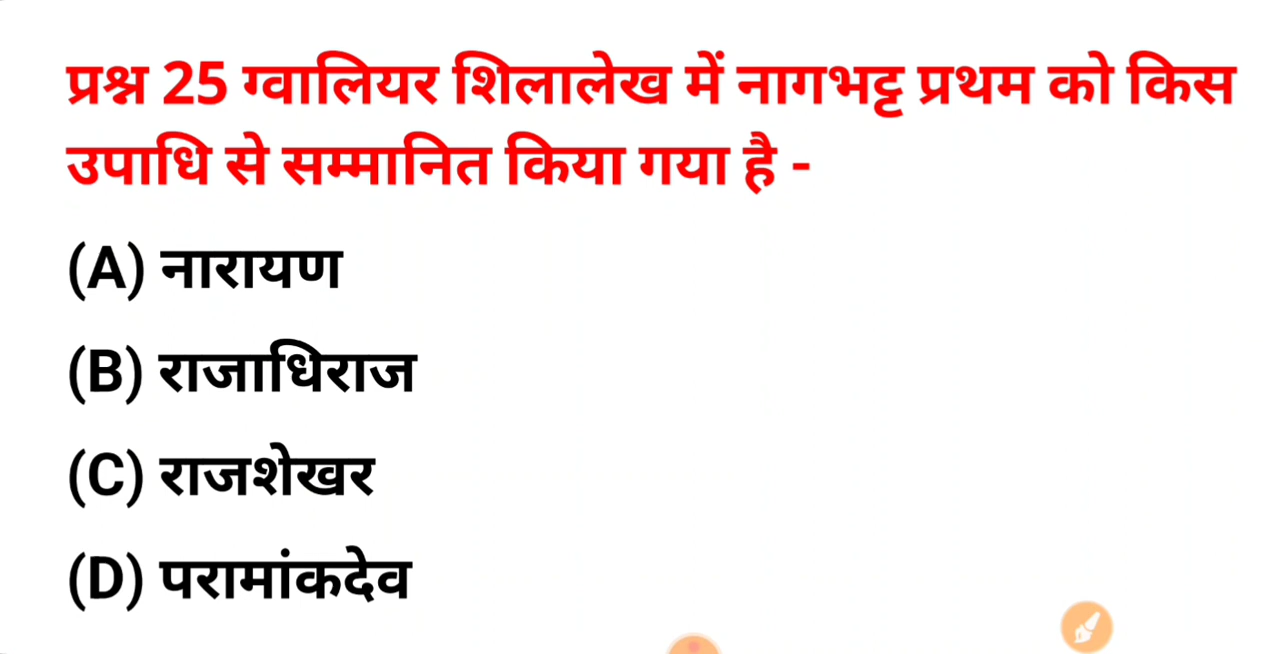 प्रश्न 25 ग्वालियर शिलालेख में नागभट्ट प्रथम को किस
उपाधि से सम्मानित किया गया है -
(A) नारायण
(B) राजाधिराज
(C) राजशेखर
(D) परामांकदेव